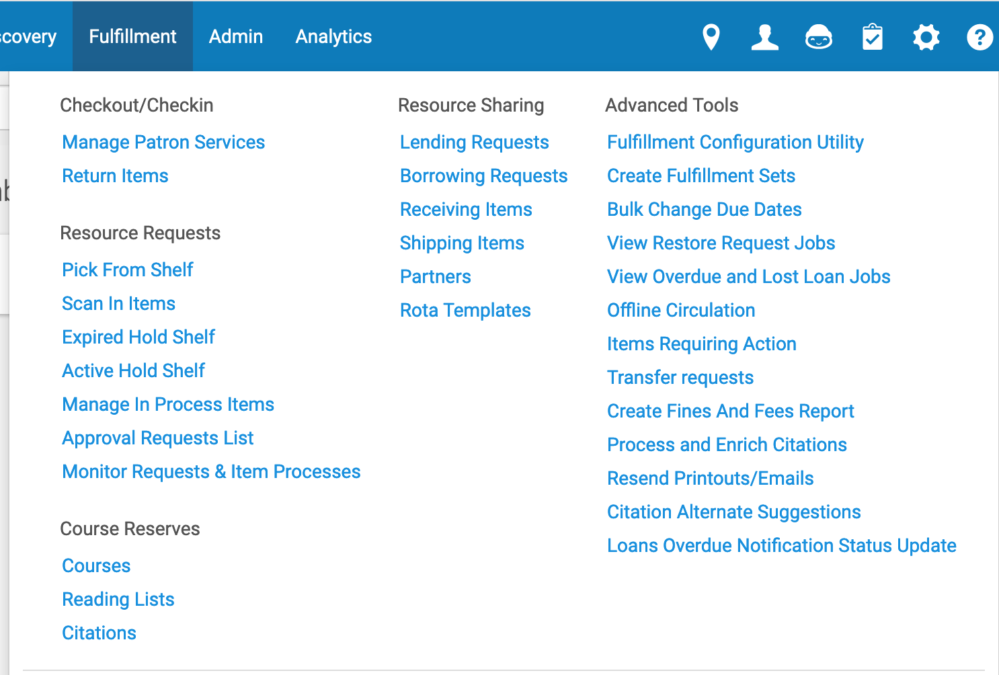 scovery Fulfillment Admin Analytics ?
Checkout/Checkin
Manage Patron Services
Return Items
Resource Requests
Pick From Shelf
Scan In Items
Expired Hold Shelf
Active Hold Shelf
Manage In Process Items
Approval Requests List
Monitor Requests & Item Processes
Course Reserves
Courses
Reading Lists
Citations
Resource Sharing
Lending Requests
Borrowing Requests
Receiving Items
Shipping Items
Partners
Rota Templates
Advanced Tools
Fulfillment Configuration Utility
Create Fulfillment Sets
Bulk Change Due Dates
View Restore Request Jobs
View Overdue and Lost Loan Jobs
Offline Circulation
Items Requiring Action
Transfer requests
Create Fines And Fees Report
Process and Enrich Citations
Resend Printouts/Emails
Citation Alternate Suggestions
Loans Overdue Notification Status Update